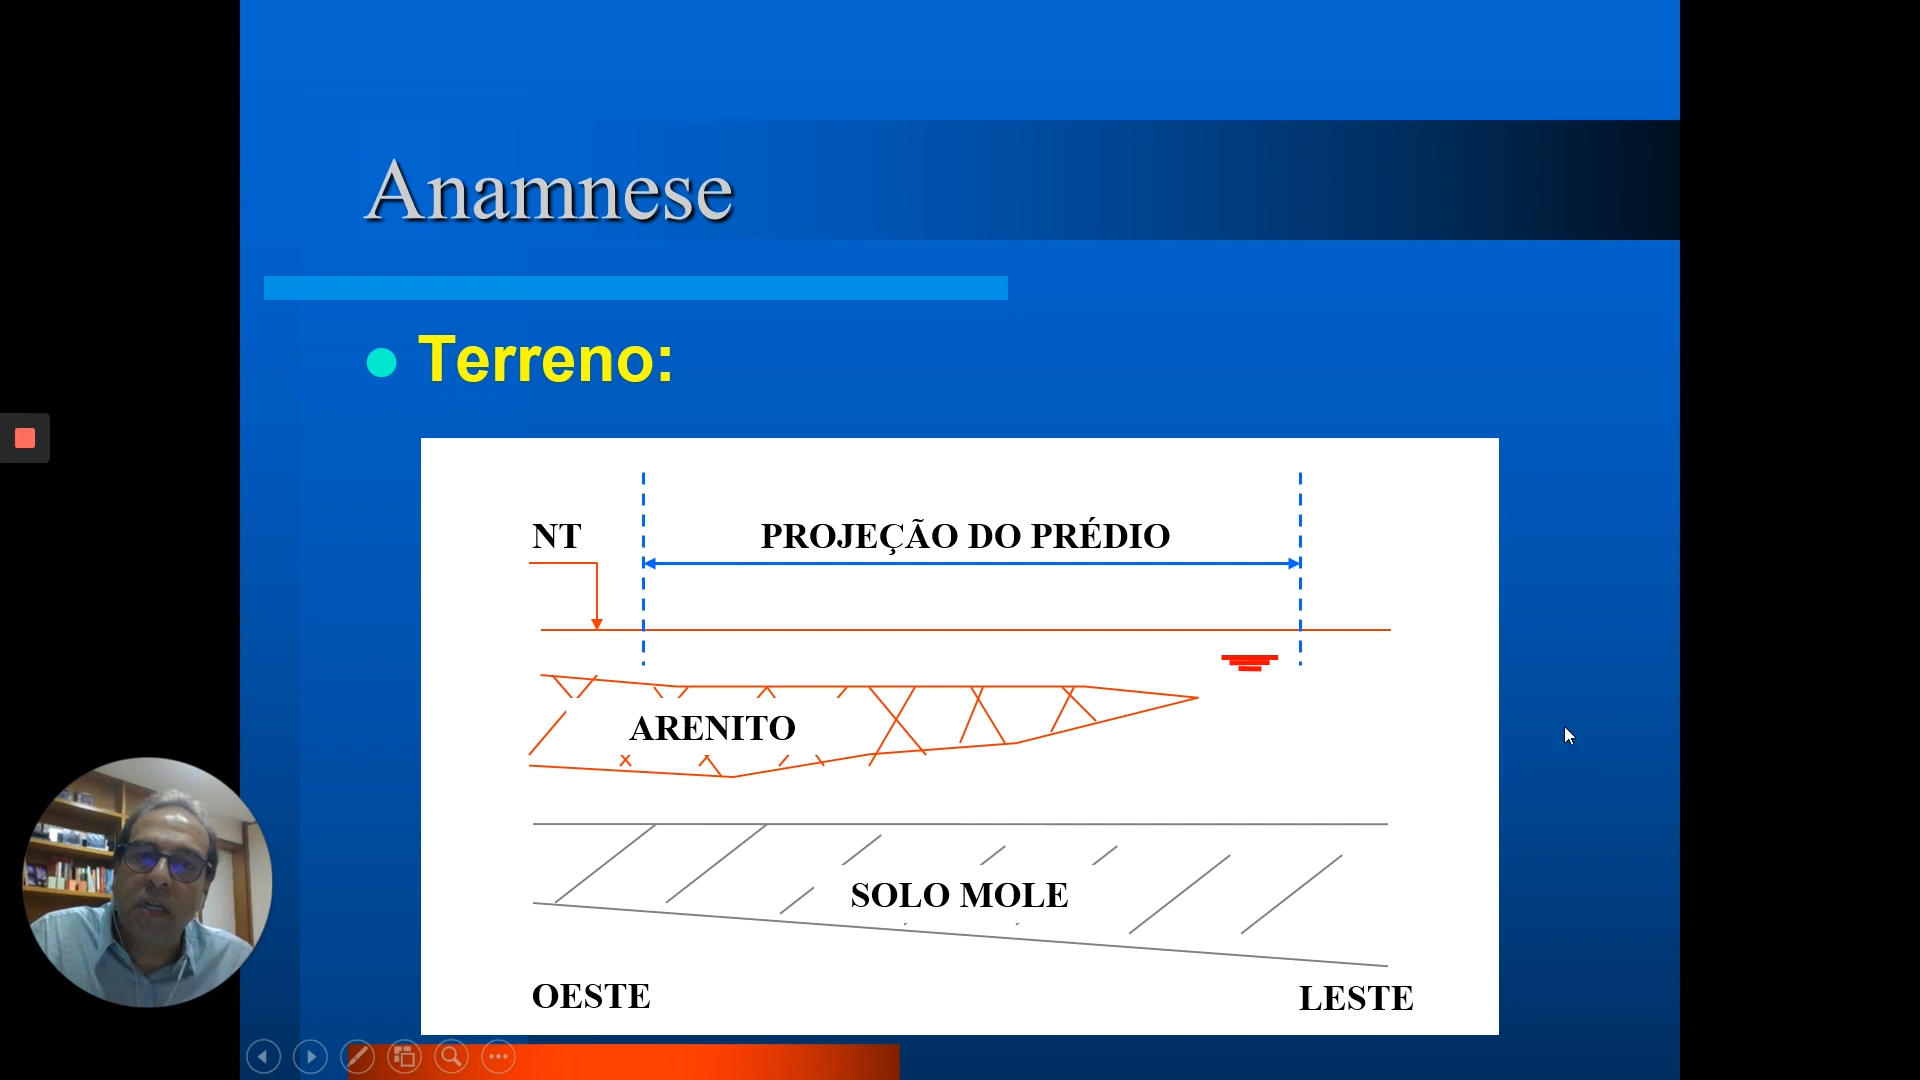 Anamnese
Terreno:
NT
PROJEÇÃO DO PRÉDIO
ARENITO
SOLO MOLE
OESTE
LESTE